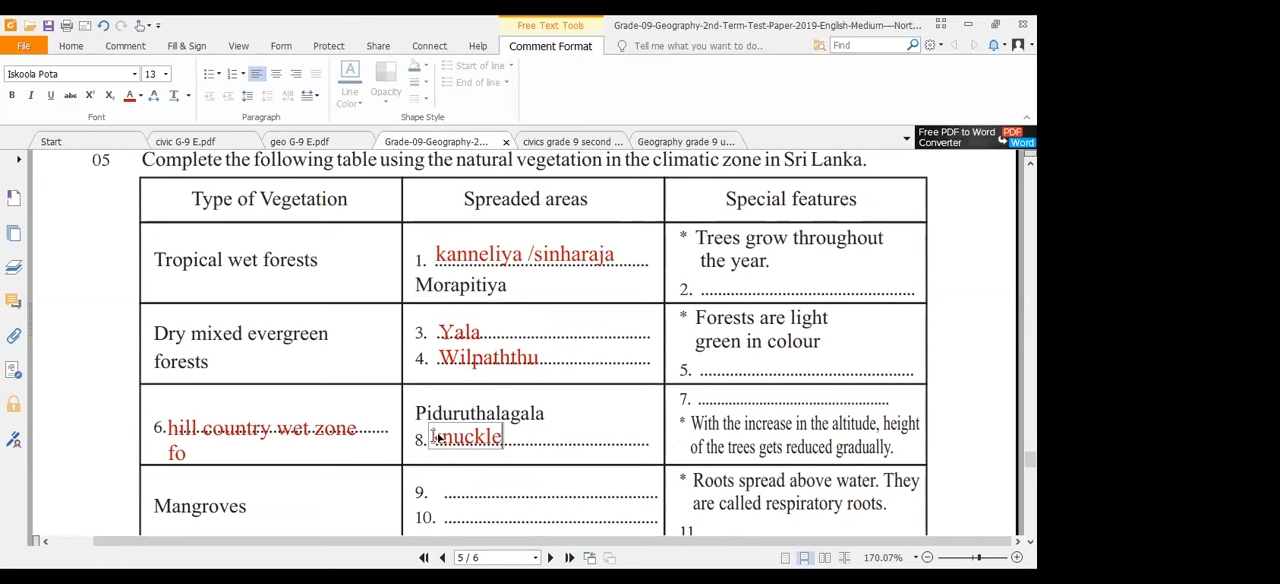 Free Text Tools
Grade-09-Geography-2nd-Term-Test-Paper-2019-English-Medium—Nort...
File Home Comment Fill & Sign View Form Protect Share Connect Help Comment Format Tell me what you want to do.. Find
Iskoola Pota 13 Start of line
End of line
Line Color Opacity
B I U abc X² X₂ A A T
Font Paragraph Shape Style
Start civic G-9 E.pdf geo G-9 E.pdf Grade-09-Geography-2... civics grade 9 second ... Geography grade 9 u...
Free PDF to Word Converter PDF Word
05 Complete the following table using the natural vegetation in the climatic zone in Sri Lanka.
Type of Vegetation Spreaded areas Special features
Tropical wet forests
1. kanneliya /sinharaja
Morapitiya
* Trees grow throughout
the year.
2. ..........................................
Dry mixed evergreen
forests
3. Yala
4. Wilpaththu
* Forests are light
green in colour
5. ..........................................
6. hill country wet zone
fo
Piduruthalagala
8. knuckle
7. ..........................................
* With the increase in the altitude, height
of the trees gets reduced gradually.
Mangroves
9. ..........................................
10. ..........................................
* Roots spread above water. They
are called respiratory roots.
11
5 / 6
170.07%